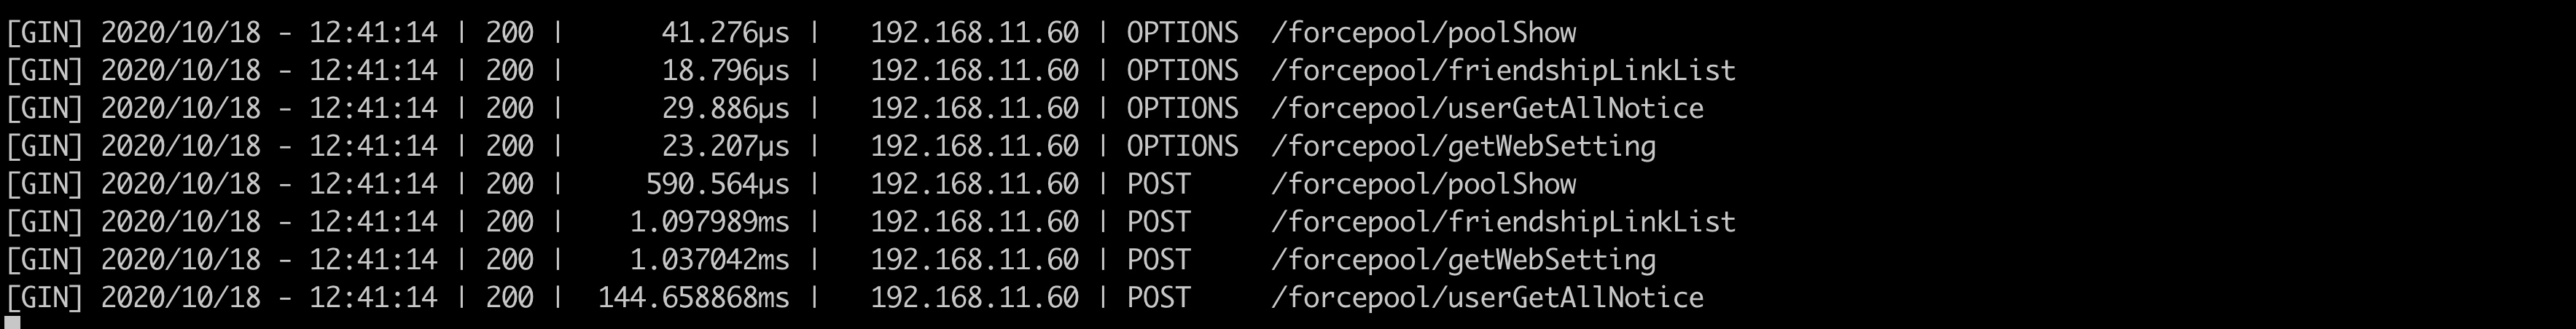 [GIN] 2020/10/18 - 12:41:14 | 200 |      41.276µs |   192.168.11.60 | OPTIONS  /forcepool/poolShow
[GIN] 2020/10/18 - 12:41:14 | 200 |      18.796µs |   192.168.11.60 | OPTIONS  /forcepool/friendshipLinkList
[GIN] 2020/10/18 - 12:41:14 | 200 |      29.886µs |   192.168.11.60 | OPTIONS  /forcepool/userGetAllNotice
[GIN] 2020/10/18 - 12:41:14 | 200 |      23.207µs |   192.168.11.60 | OPTIONS  /forcepool/getWebSetting
[GIN] 2020/10/18 - 12:41:14 | 200 |     590.564µs |   192.168.11.60 | POST     /forcepool/poolShow
[GIN] 2020/10/18 - 12:41:14 | 200 |    1.097989ms |   192.168.11.60 | POST     /forcepool/friendshipLinkList
[GIN] 2020/10/18 - 12:41:14 | 200 |    1.037042ms |   192.168.11.60 | POST     /forcepool/getWebSetting
[GIN] 2020/10/18 - 12:41:14 | 200 |  144.658868ms |   192.168.11.60 | POST     /forcepool/userGetAllNotice